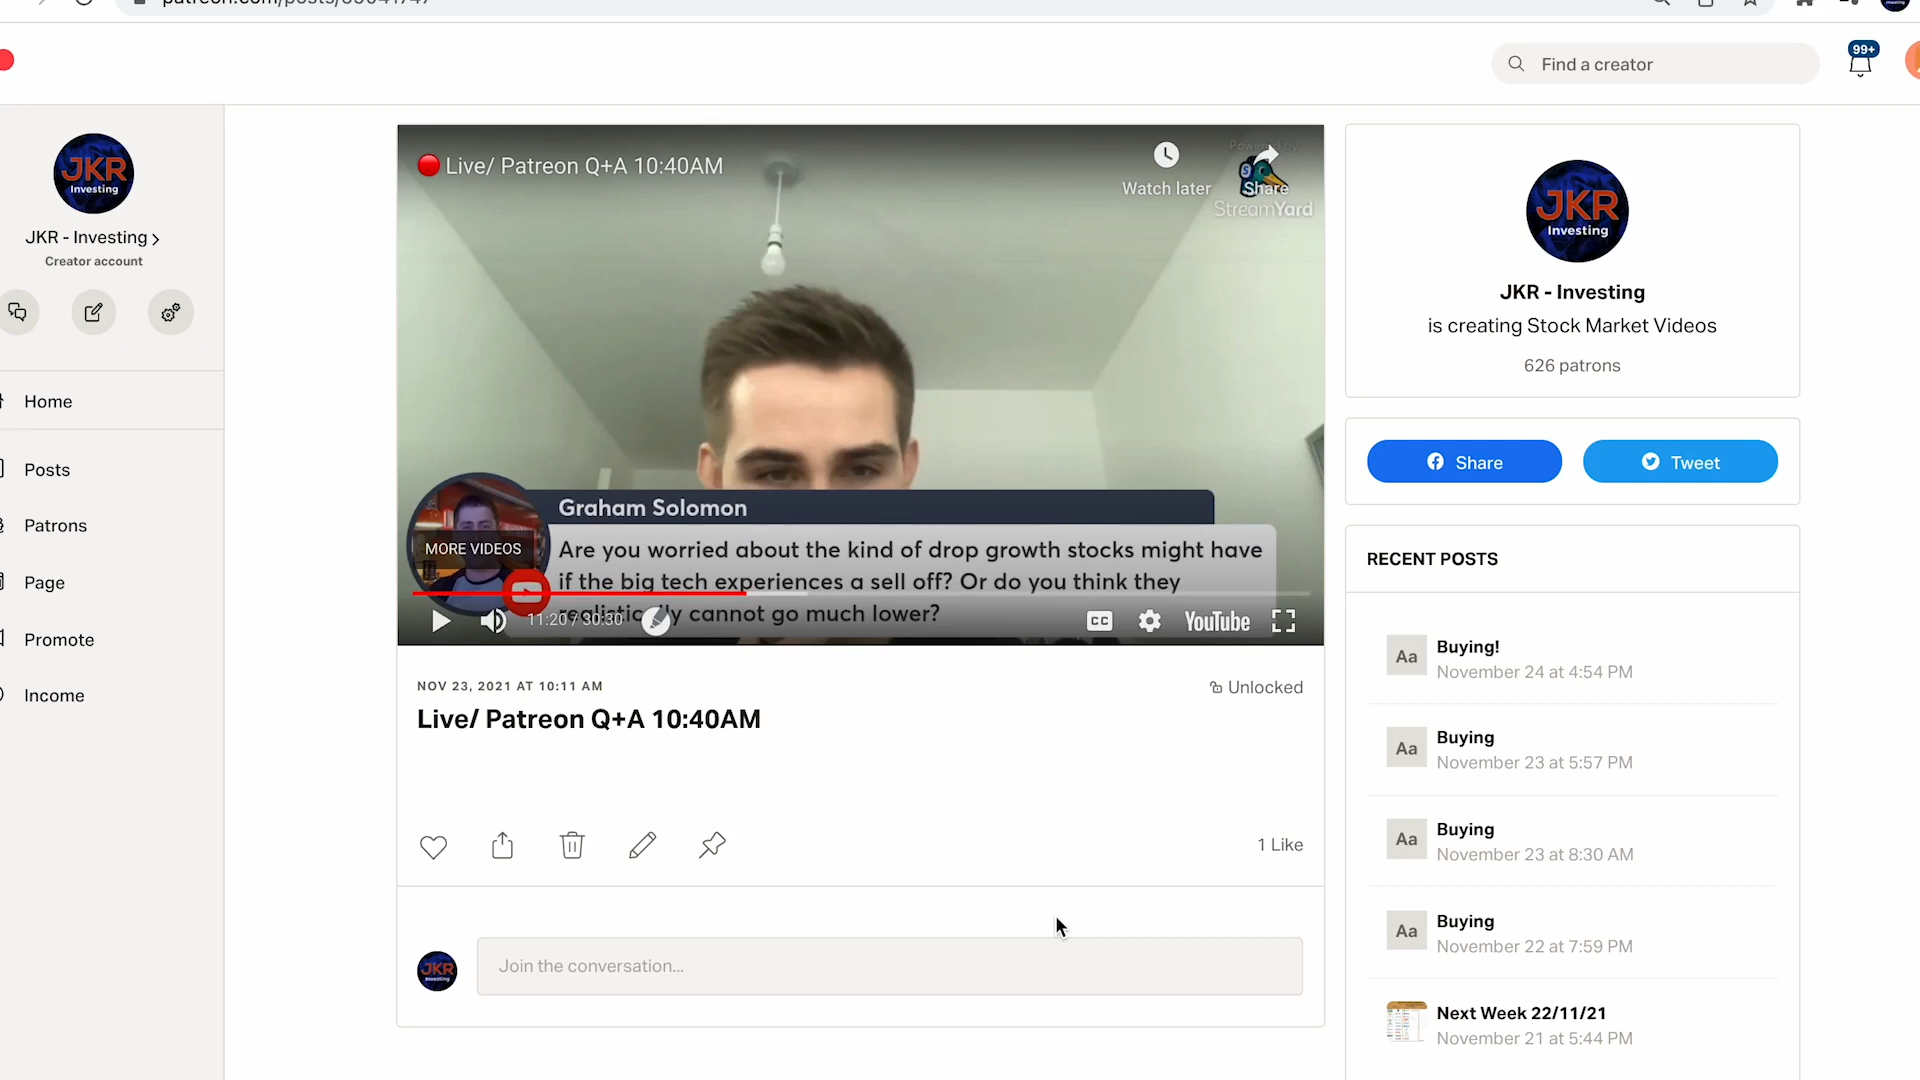 Find a creator
99+
JKR
Investing
JKR - Investing
Creator account
Home
Posts
Patrons
Page
Promote
Income
Live/ Patreon Q+A 10:40AM
Watch later
Powered by
Share
StreamYard
Graham Solomon
MORE VIDEOS
Are you worried about the kind of drop growth stocks might have
if the big tech experiences a sell off? Or do you think they
realistically cannot go much lower?
11:20 / 30:30
CC
YouTube
NOV 23, 2021 AT 10:11 AM
Unlocked
Live/ Patreon Q+A 10:40AM
1 Like
JKR
Investing
Join the conversation...
JKR
Investing
JKR - Investing
is creating Stock Market Videos
626 patrons
Share
Tweet
RECENT POSTS
Aa
Buying!
November 24 at 4:54 PM
Aa
Buying
November 23 at 5:57 PM
Aa
Buying
November 23 at 8:30 AM
Aa
Buying
November 22 at 7:59 PM
Next Week 22/11/21
November 21 at 5:44 PM